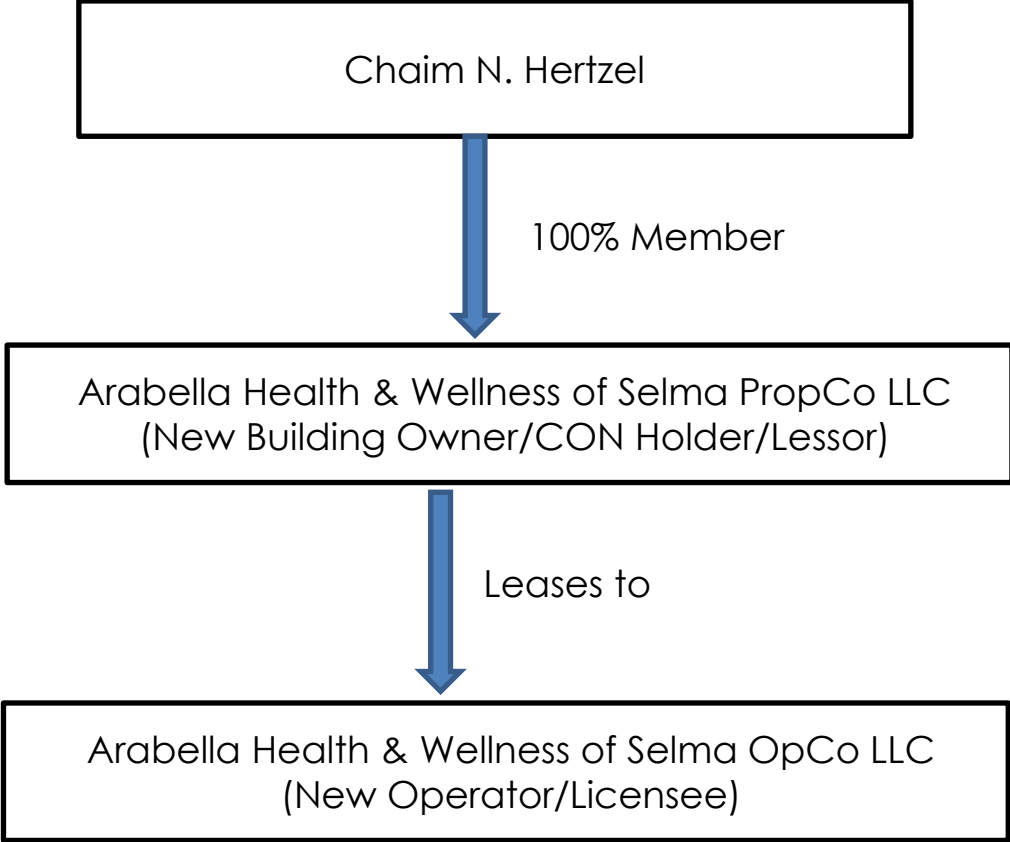 Chaim N. Hertzel
100% Member
Arabella Health & Wellness of Selma PropCo LLC
(New Building Owner/CON Holder/Lessor)
Leases to
Arabella Health & Wellness of Selma OpCo LLC
(New Operator/Licensee)